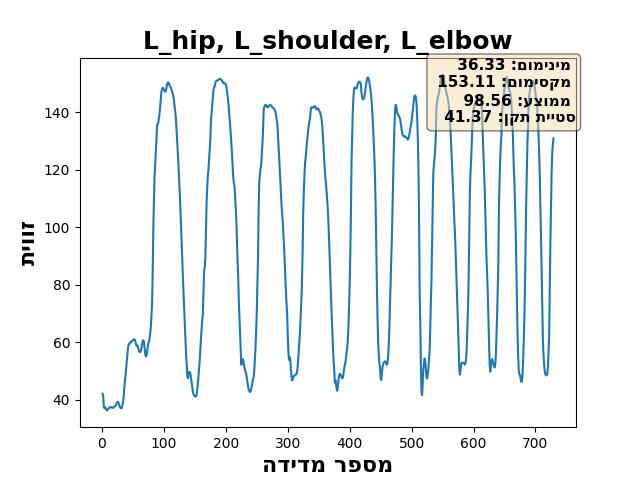 L_hip, L_shoulder, L_elbow
מינימום: 36.33
מקסימום: 153.11
ממוצע: 98.56
סטיית תקן: 41.37
זווית
140
120
100
80
60
40
0 100 200 300 400 500 600 700
מספר מדידה